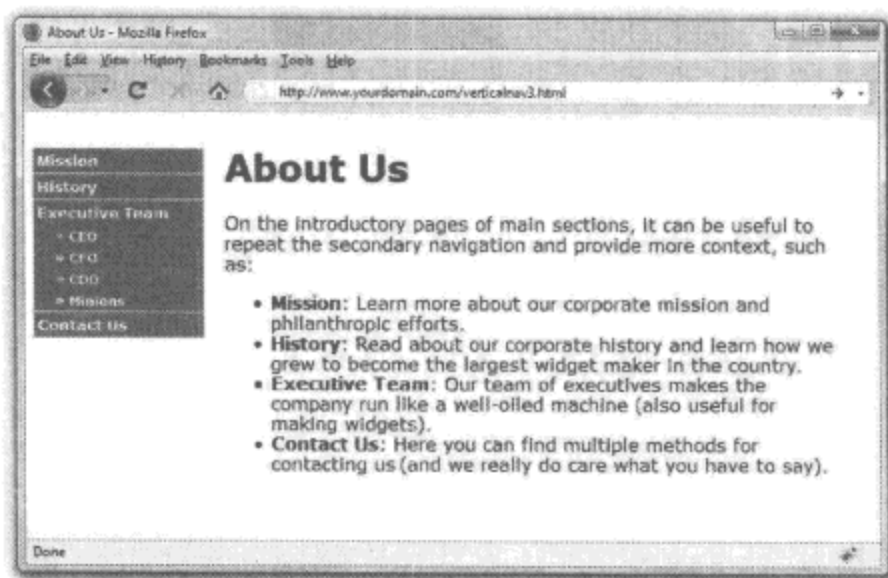 About Us - Mozilla Firefox
File Edit View History Bookmarks Tools Help
http://www.yourdomain.com/verticalnav3.html
Mission
History
Executive Team
» CEO
» CFO
» COO
» Minions
Contact Us
About Us
On the introductory pages of main sections, it can be useful to
repeat the secondary navigation and provide more context, such
as:
• Mission: Learn more about our corporate mission and
philanthropic efforts.
• History: Read about our corporate history and learn how we
grew to become the largest widget maker in the country.
• Executive Team: Our team of executives makes the
company run like a well-oiled machine (also useful for
making widgets).
• Contact Us: Here you can find multiple methods for
contacting us (and we really do care what you have to say).
Done